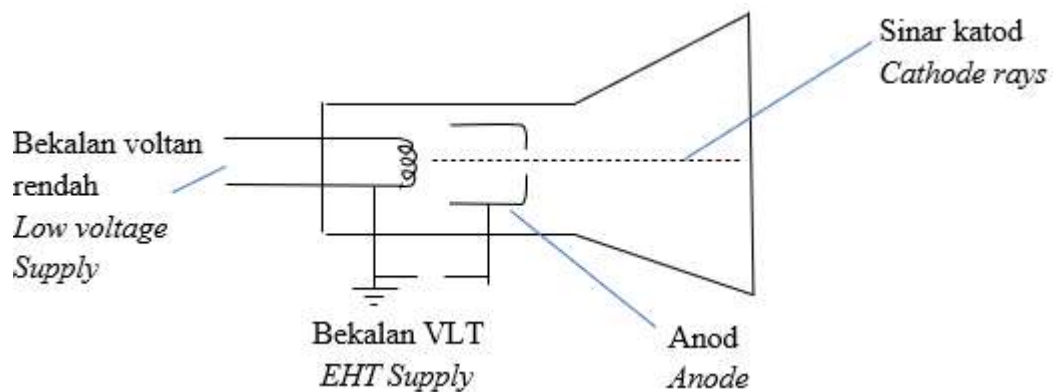 Sinar katod
Cathode rays
Bekalan voltan
rendah
Low voltage
Supply
Bekalan VLT
EHT Supply
Anod
Anode